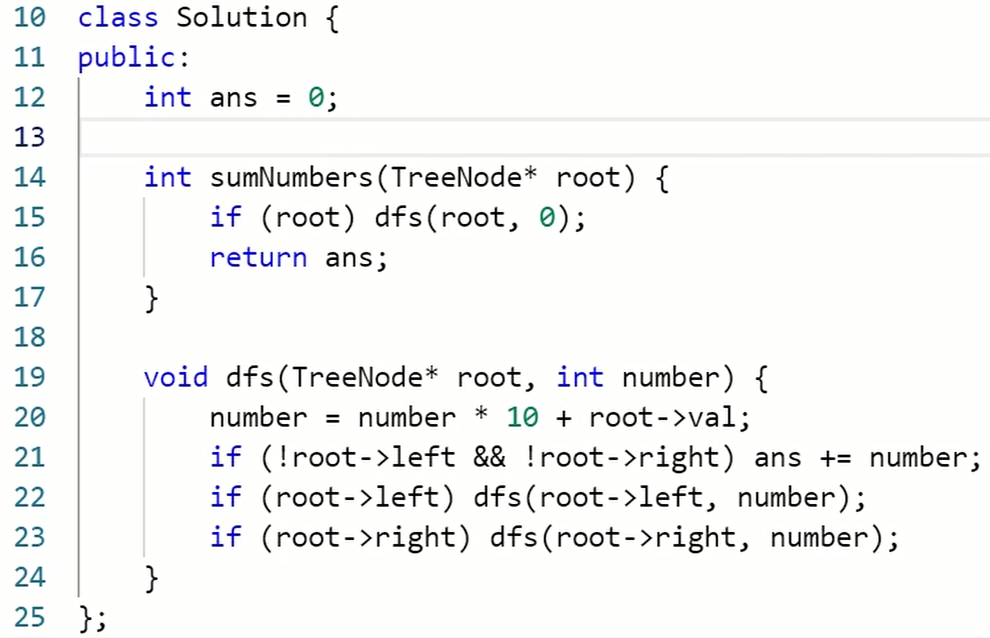 10 class Solution {
11 public:
12     int ans = 0;
13
14     int sumNumbers(TreeNode* root) {
15         if (root) dfs(root, 0);
16         return ans;
17     }
18
19     void dfs(TreeNode* root, int number) {
20         number = number * 10 + root->val;
21         if (!root->left && !root->right) ans += number;
22         if (root->left) dfs(root->left, number);
23         if (root->right) dfs(root->right, number);
24     }
25 };